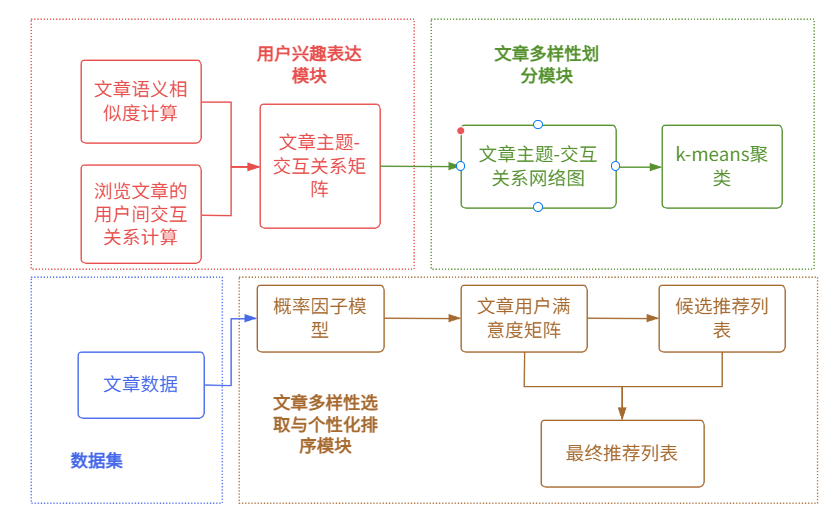 用户兴趣表达
模块
文章语义相
似度计算
浏览文章的
用户间交互
关系计算
文章主题-
交互关系矩
阵
文章多样性划
分模块
文章主题-交互
关系网络图
k-means聚
类
文章数据
数据集
概率因子模
型
文章用户满
意度矩阵
候选推荐列
表
文章多样性选
取与个性化排
序模块
最终推荐列表